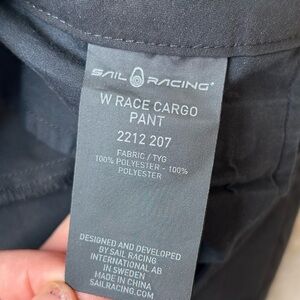 SAIL RACING
W RACE CARGO
PANT
2212 207
FABRIC / TYG
100% POLYESTER - 100%
POLYESTER
DESIGNED AND DEVELOPED
BY SAIL RACING
INTERNATIONAL AB
IN SWEDEN
MADE IN CHINA
SAILRACING.COM